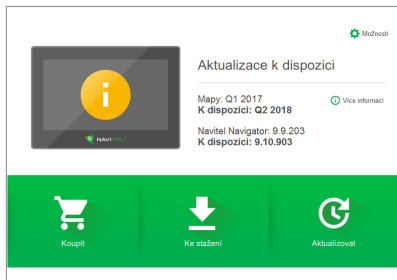 Možnosti
Aktualizace k dispozici
Mapy: Q1 2017
K dispozici: Q2 2018
Více informací
Navitel Navigator: 9.9.203
K dispozici: 9.10.903
NAVITEL
Koupit
Ke stažení
Aktualizovat